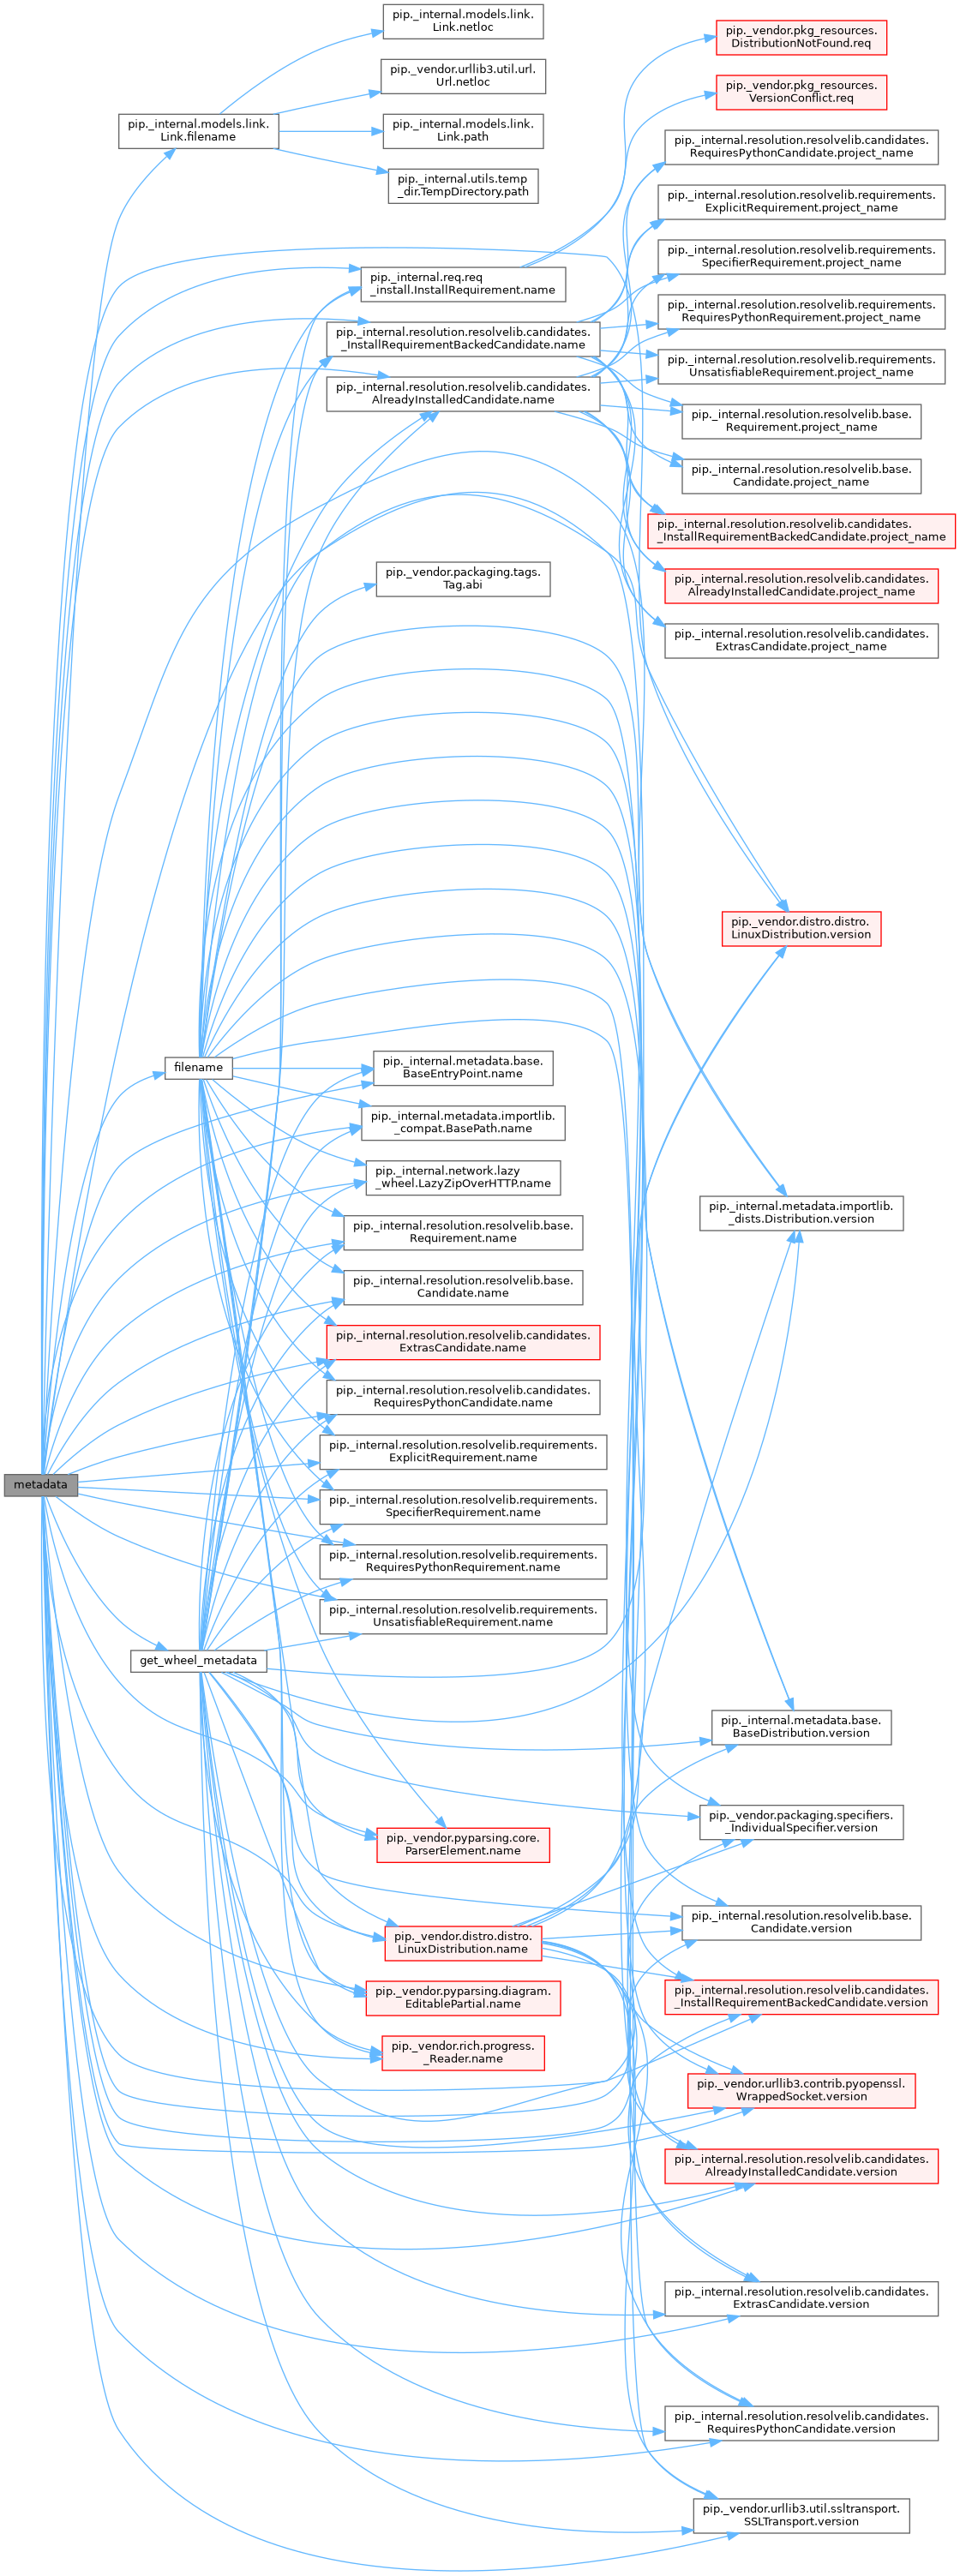 pip._internal.models.link.
Link.netloc
pip._vendor.urllib3.util.url.
Url.netloc
pip._internal.models.link.
Link.filename
pip._internal.models.link.
Link.path
pip._internal.utils.temp
_dir.TempDirectory.path
pip._internal.req.req
_install.InstallRequirement.name
pip._internal.resolution.resolvelib.candidates.
_InstallRequirementBackedCandidate.name
pip._internal.resolution.resolvelib.candidates.
AlreadyInstalledCandidate.name
pip._vendor.packaging.tags.
Tag.abi
filename
pip._internal.metadata.base.
BaseEntryPoint.name
pip._internal.metadata.importlib.
_compat.BasePath.name
pip._internal.network.lazy
_wheel.LazyZipOverHTTP.name
pip._internal.resolution.resolvelib.base.
Requirement.name
pip._internal.resolution.resolvelib.base.
Candidate.name
pip._internal.resolution.resolvelib.candidates.
ExtrasCandidate.name
pip._internal.resolution.resolvelib.candidates.
RequiresPythonCandidate.name
pip._internal.resolution.resolvelib.requirements.
ExplicitRequirement.name
metadata
pip._internal.resolution.resolvelib.requirements.
SpecifierRequirement.name
pip._internal.resolution.resolvelib.requirements.
RequiresPythonRequirement.name
pip._internal.resolution.resolvelib.requirements.
UnsatisfiableRequirement.name
get_wheel_metadata
pip._vendor.pyparsing.core.
ParserElement.name
pip._vendor.distro.distro.
LinuxDistribution.name
pip._vendor.pyparsing.diagram.
EditablePartial.name
pip._vendor.rich.progress.
_Reader.name
pip._vendor.pkg_resources.
DistributionNotFound.req
pip._vendor.pkg_resources.
VersionConflict.req
pip._internal.resolution.resolvelib.candidates.
RequiresPythonCandidate.project_name
pip._internal.resolution.resolvelib.requirements.
ExplicitRequirement.project_name
pip._internal.resolution.resolvelib.requirements.
SpecifierRequirement.project_name
pip._internal.resolution.resolvelib.requirements.
RequiresPythonRequirement.project_name
pip._internal.resolution.resolvelib.requirements.
UnsatisfiableRequirement.project_name
pip._internal.resolution.resolvelib.base.
Requirement.project_name
pip._internal.resolution.resolvelib.base.
Candidate.project_name
pip._internal.resolution.resolvelib.candidates.
_InstallRequirementBackedCandidate.project_name
pip._internal.resolution.resolvelib.candidates.
AlreadyInstalledCandidate.project_name
pip._internal.resolution.resolvelib.candidates.
ExtrasCandidate.project_name
pip._vendor.distro.distro.
LinuxDistribution.version
pip._internal.metadata.importlib.
_dists.Distribution.version
pip._internal.metadata.base.
BaseDistribution.version
pip._vendor.packaging.specifiers.
_IndividualSpecifier.version
pip._internal.resolution.resolvelib.base.
Candidate.version
pip._internal.resolution.resolvelib.candidates.
_InstallRequirementBackedCandidate.version
pip._vendor.urllib3.contrib.pyopenssl.
WrappedSocket.version
pip._internal.resolution.resolvelib.candidates.
AlreadyInstalledCandidate.version
pip._internal.resolution.resolvelib.candidates.
ExtrasCandidate.version
pip._internal.resolution.resolvelib.candidates.
RequiresPythonCandidate.version
pip._vendor.urllib3.util.ssltransport.
SSLTransport.version